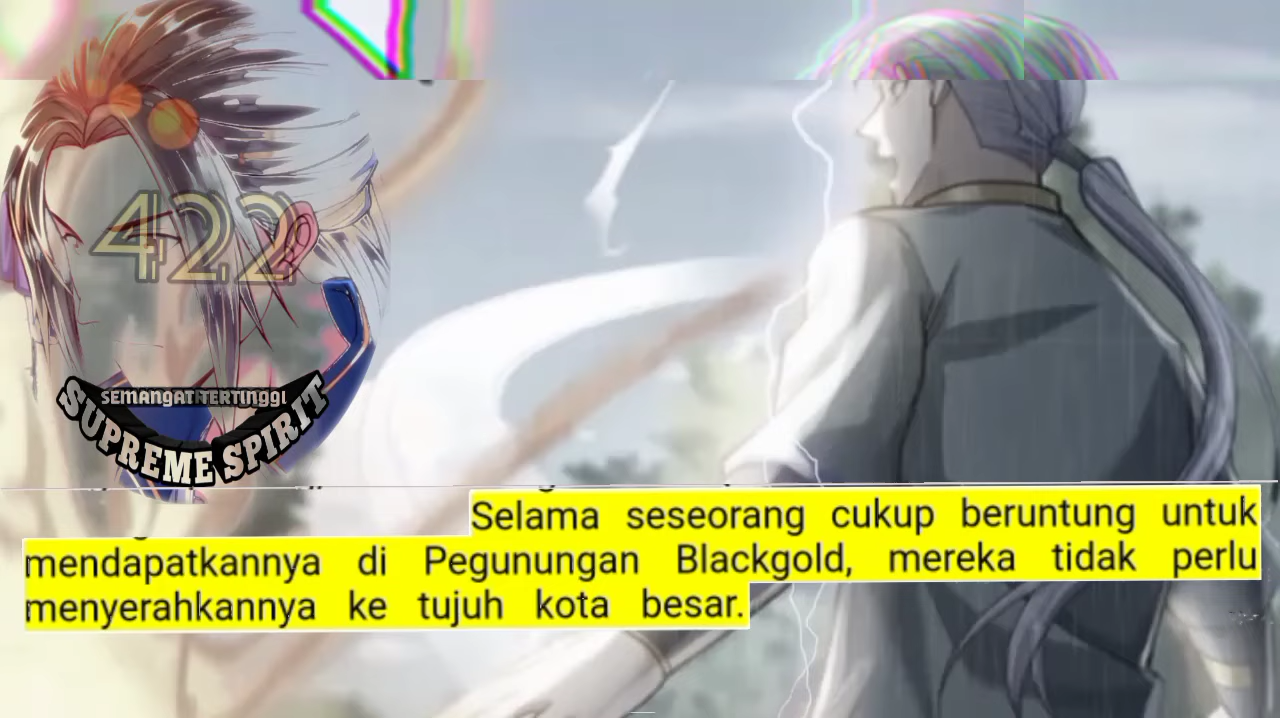 422
SEMANGAT TERTINGGI
SUPREME SPIRIT
Selama seseorang cukup beruntung untuk
mendapatkannya di Pegunungan Blackgold, mereka tidak perlu
menyerahkannya ke tujuh kota besar.